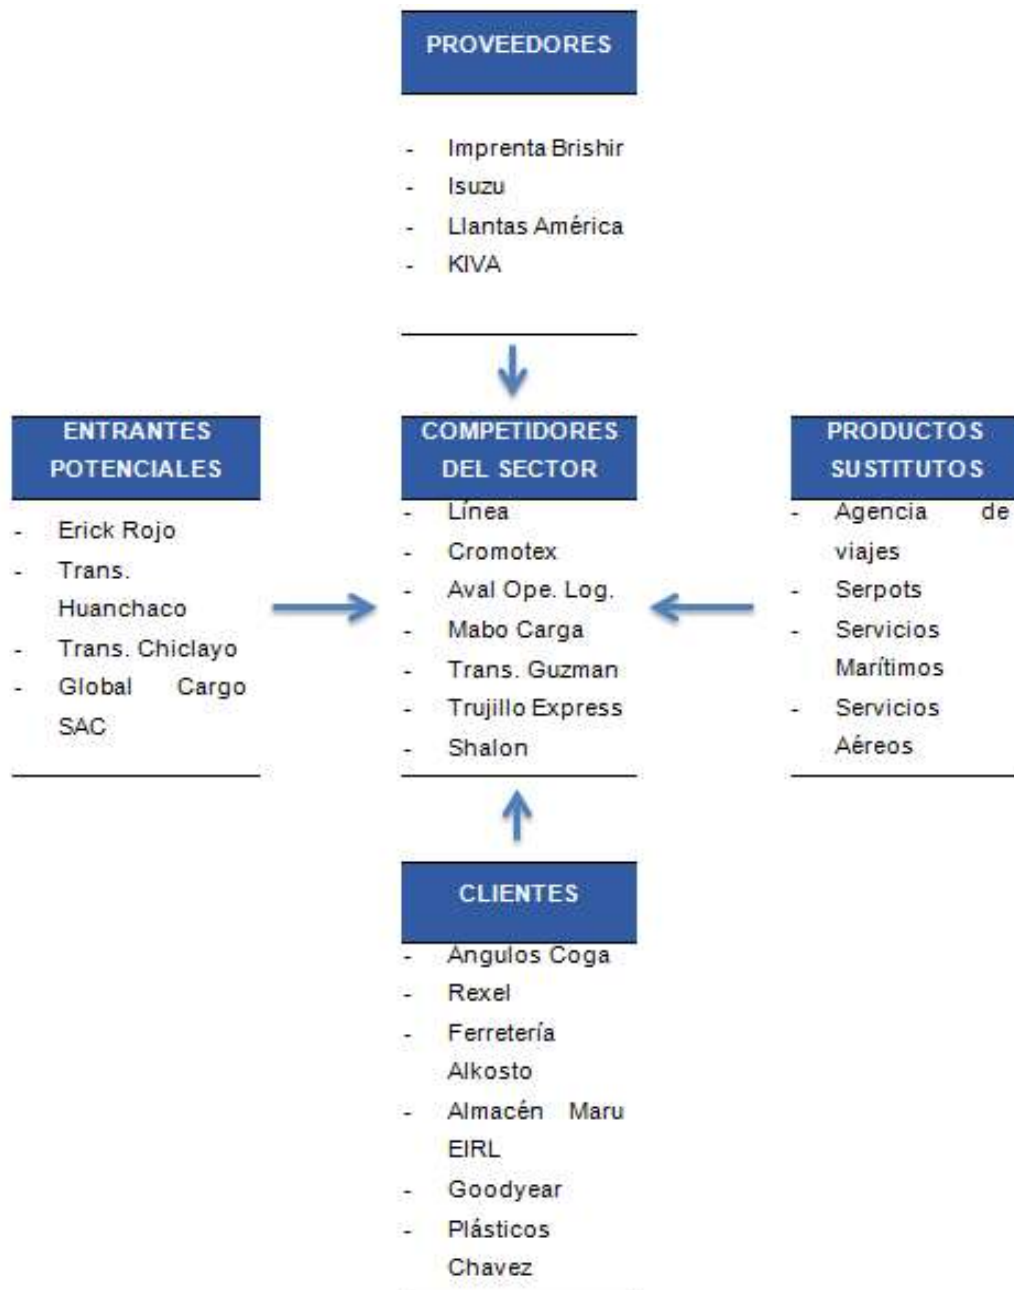 PROVEEDORES
- Imprenta Brishir
- Isuzu
- Llantas América
- KIVA
ENTRANTES
POTENCIALES
- Erick Rojo
- Trans.
Huanchaco
- Trans. Chiclayo
- Global Cargo
SAC
COMPETIDORES
DEL SECTOR
- Línea
- Cromotex
- Aval Ope. Log.
- Mabo Carga
- Trans. Guzman
- Trujillo Express
- Shalon
PRODUCTOS
SUSTITUTOS
- Agencia de
viajes
- Serpots
- Servicios
Marítimos
- Servicios
Aéreos
CLIENTES
- Angulos Coga
- Rexel
- Ferretería
Alkosto
- Almacén Maru
EIRL
- Goodyear
- Plásticos
Chavez